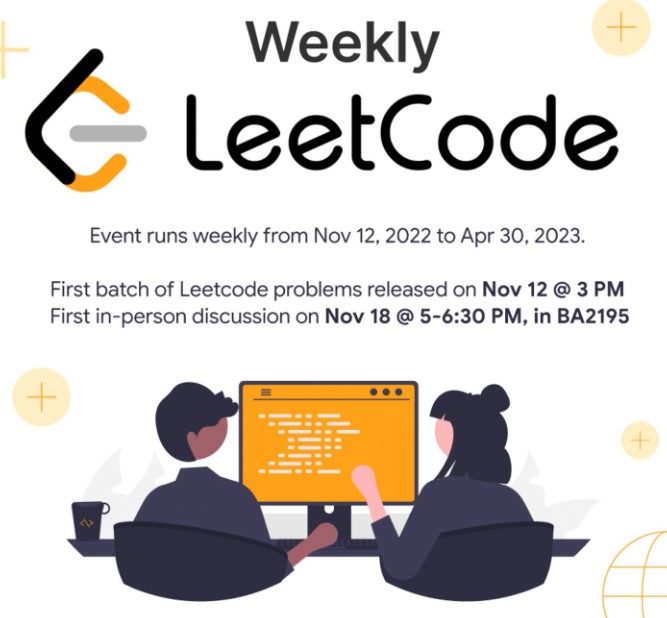 Weekly
LeetCode
Event runs weekly from Nov 12, 2022 to Apr 30, 2023.
First batch of Leetcode problems released on Nov 12 @ 3 PM
First in-person discussion on Nov 18 @ 5-6:30 PM, in BA2195